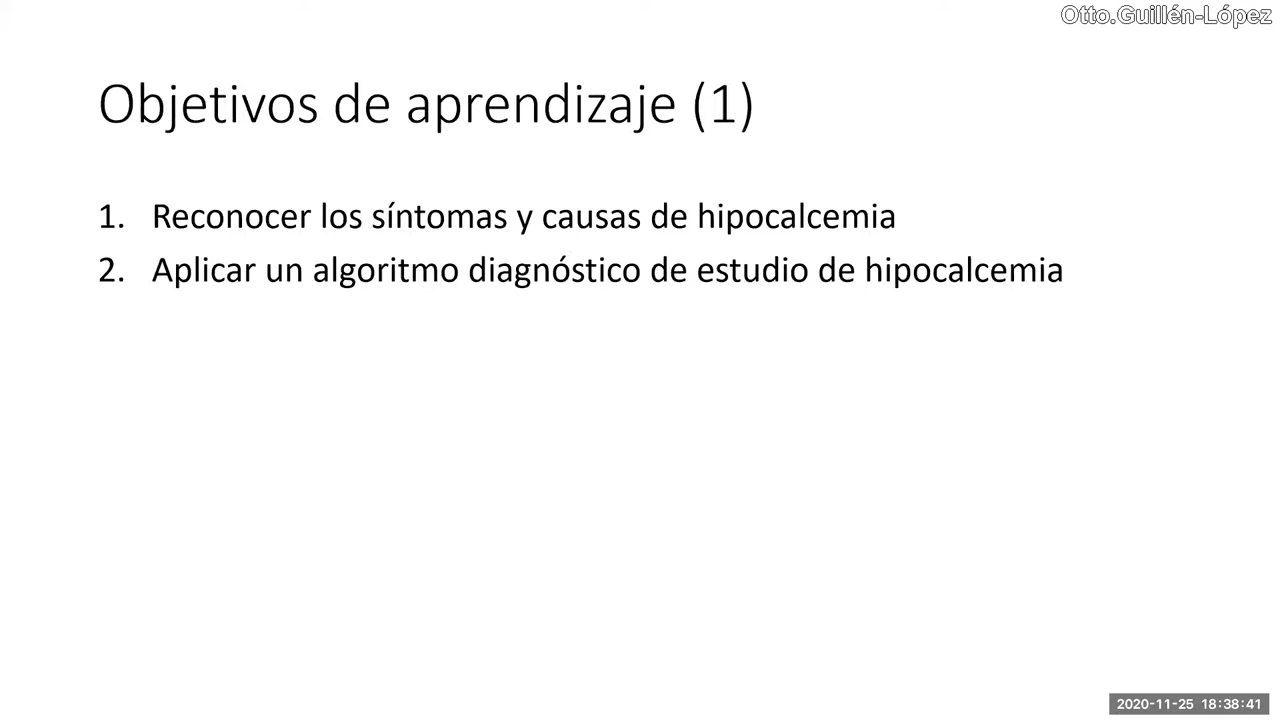 Otto.Guillén-López
Objetivos de aprendizaje (1)
1. Reconocer los síntomas y causas de hipocalcemia
2. Aplicar un algoritmo diagnóstico de estudio de hipocalcemia
2020-11-25 18:38:41